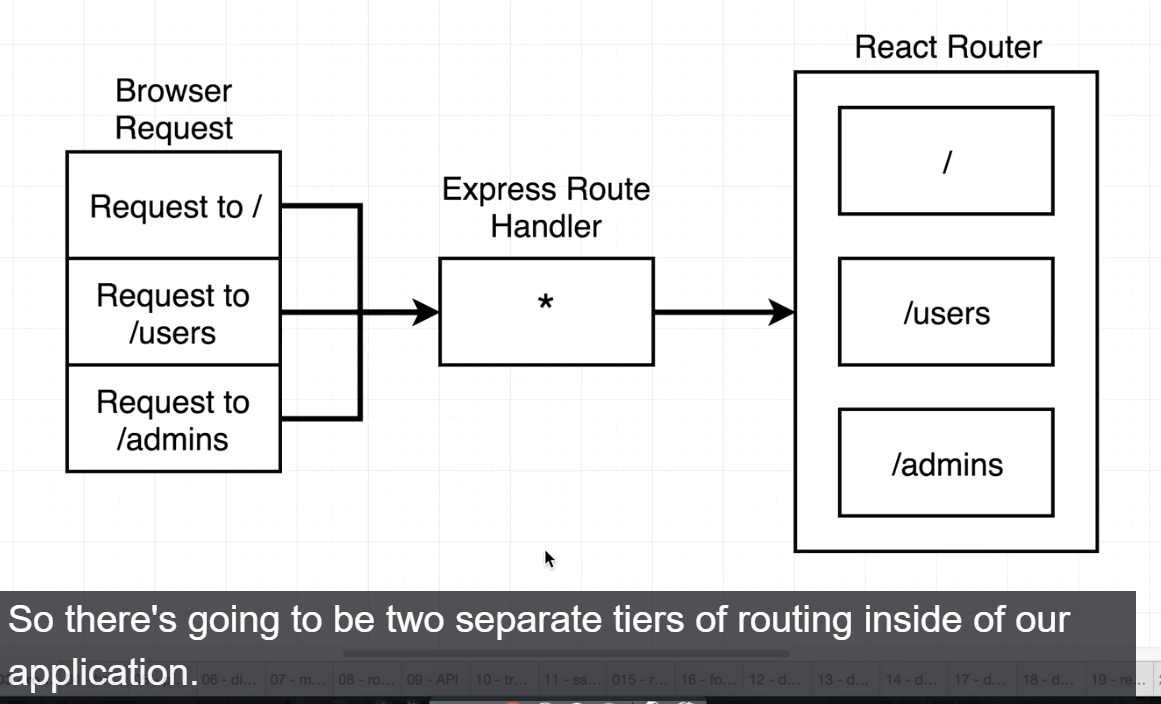 React Router
Browser
Request
/
Request to /
Express Route
Handler
Request to
/users
*
/users
Request to
/admins
/admins
So there's going to be two separate tiers of routing inside of our
application.
06 - di... 07 - m... 08 - ro... 09 - API 10 - tr... 11 - ss... 015 - r... 16 - fo... 12 - d... 13 - d... 14 - d... 17 - d... 18 - d... 19 - re...